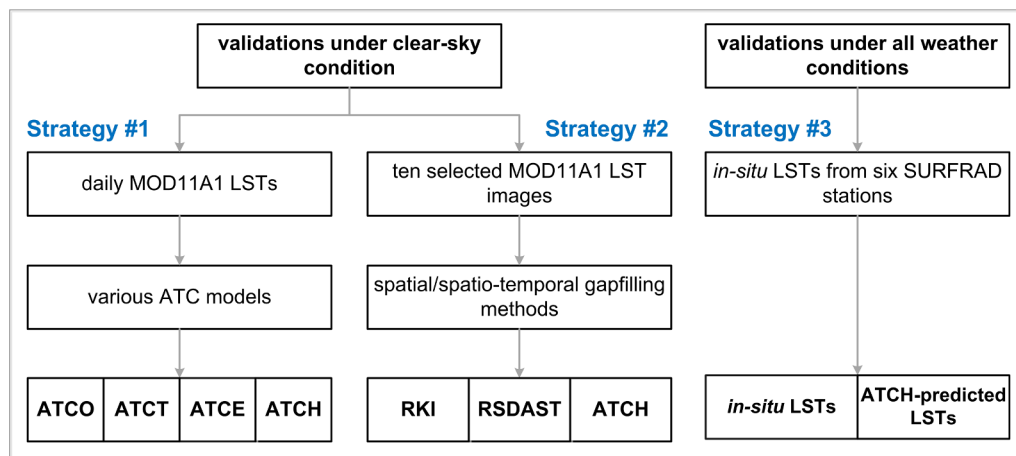 validations under clear-sky
condition
validations under all weather
conditions
Strategy #1
Strategy #2
Strategy #3
daily MOD11A1 LSTs
ten selected MOD11A1 LST
images
in-situ LSTs from six SURFRAD
stations
various ATC models
spatial/spatio-temporal gapfilling
methods
ATCO
ATCT
ATCE
ATCH
RKI
RSDAST
ATCH
in-situ LSTs
ATCH-predicted
LSTs